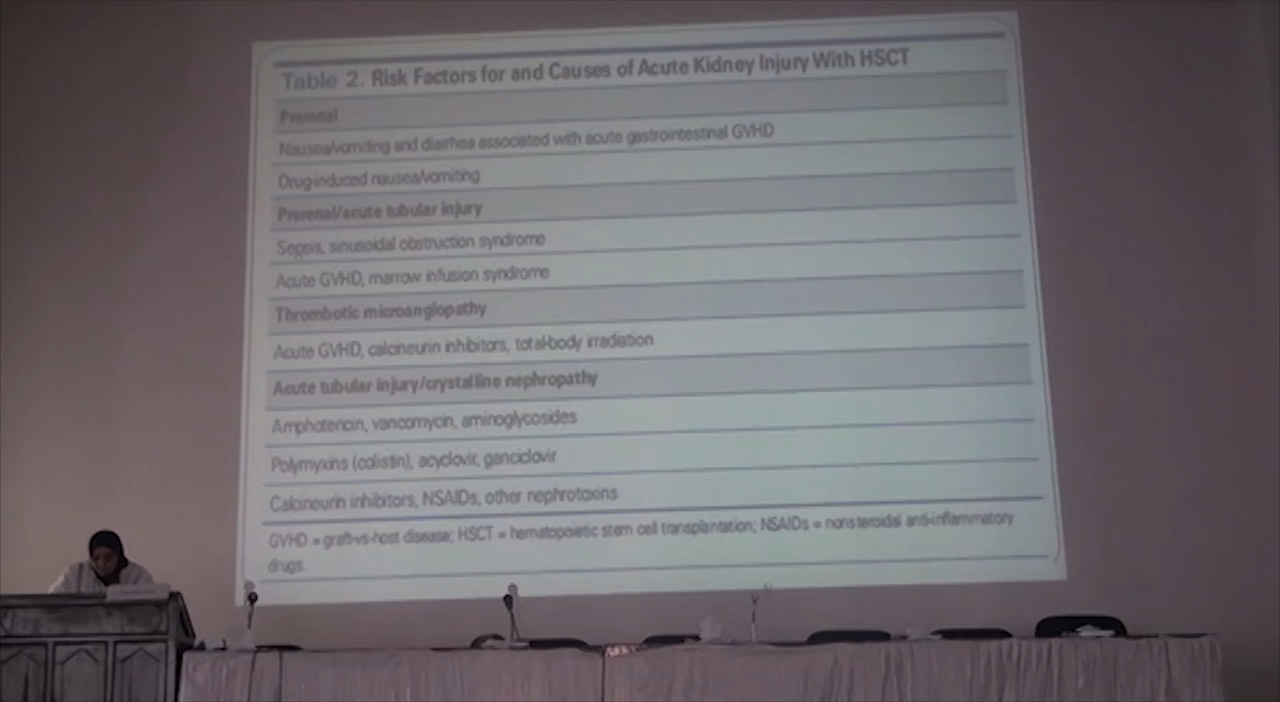 Table 2. Risk Factors for and Causes of Acute Kidney Injury With HSCT
Prerenal
Nausea/vomiting and diarrhea associated with acute gastrointestinal GVHD
Drug-induced nausea/vomiting
Prerenal/acute tubular injury
Sepsis, sinusoidal obstruction syndrome
Acute GVHD, marrow infusion syndrome
Thrombotic microangiopathy
Acute GVHD, calcineurin inhibitors, total-body irradiation
Acute tubular injury/crystalline nephropathy
Amphotericin, vancomycin, aminoglycosides
Polymyxins (colistin), acyclovir, ganciclovir
Calcineurin inhibitors, NSAIDs, other nephrotoxins
GVHD = graft-vs-host disease; HSCT = hematopoietic stem cell transplantation; NSAIDs = nonsteroidal anti-inflammatory
drugs.